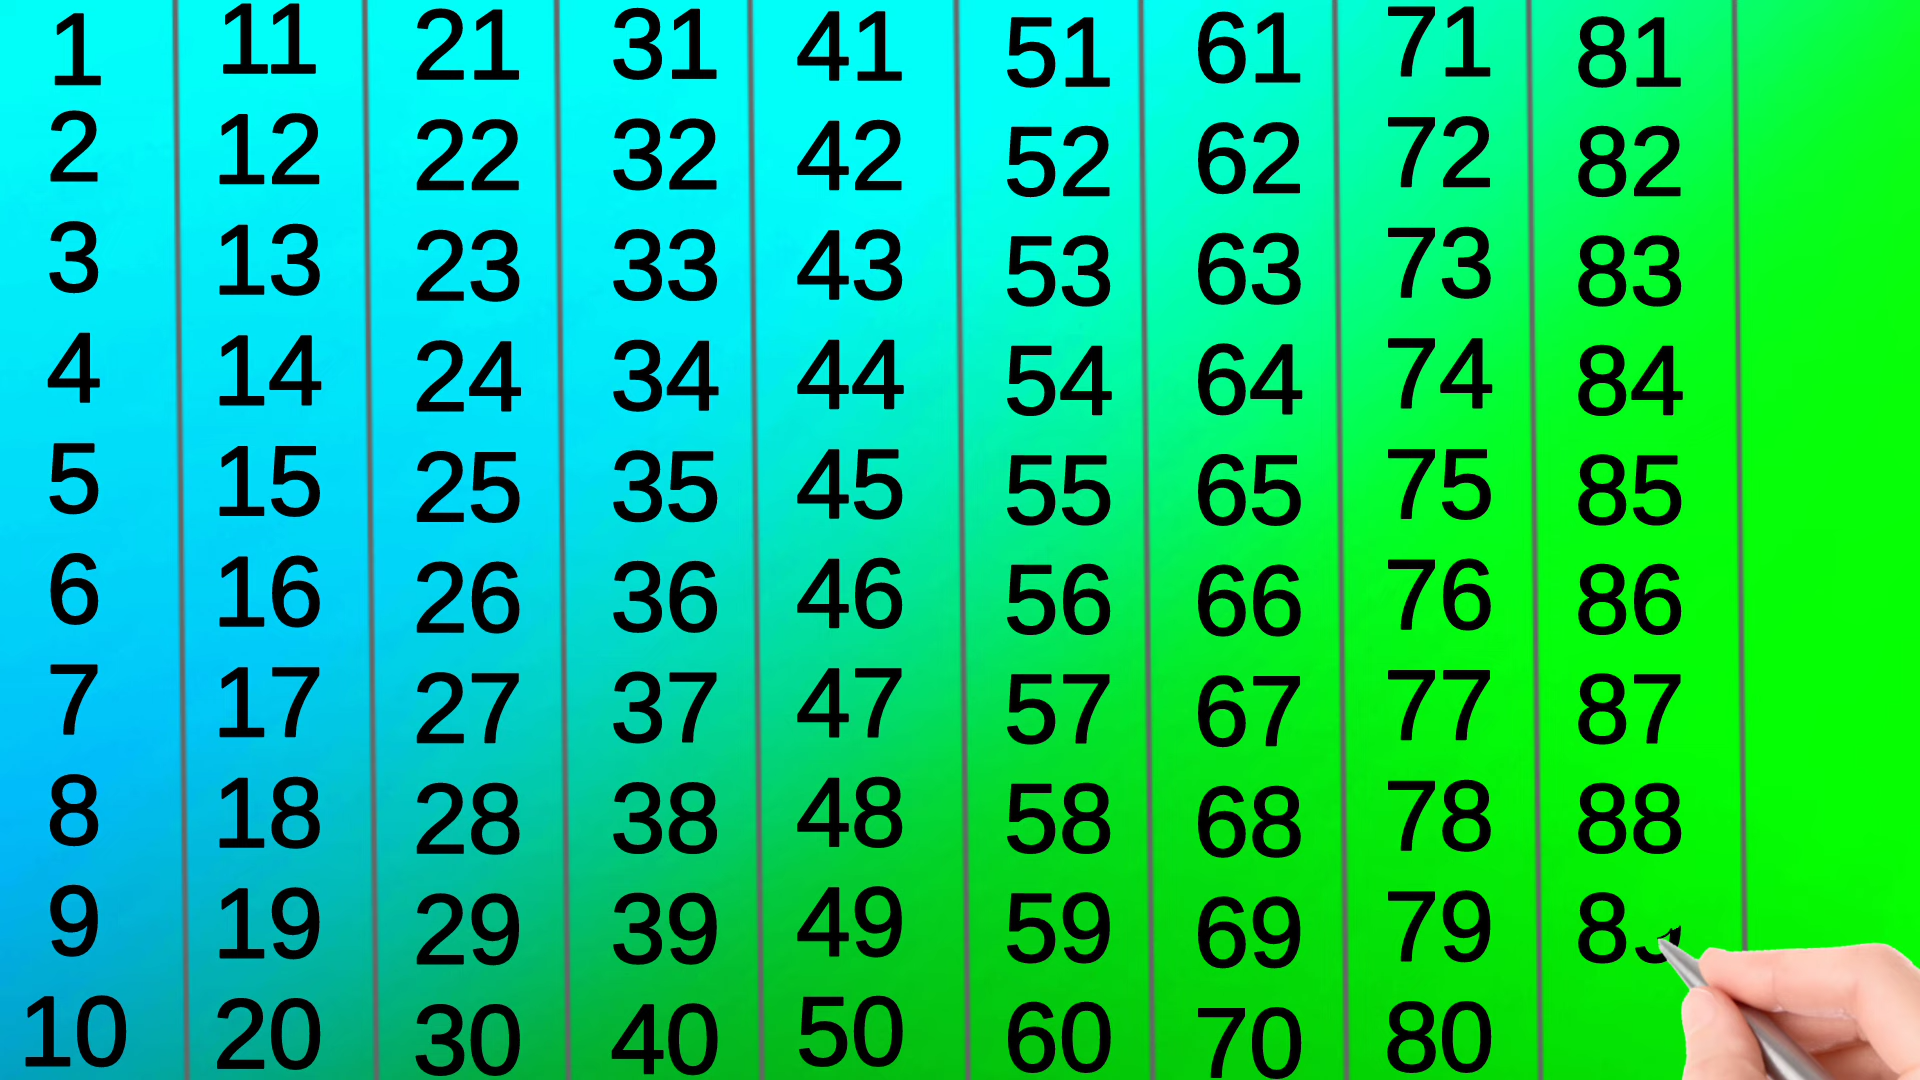 1 11 21 31 41 51 61 71 81
2 12 22 32 42 52 62 72 82
3 13 23 33 43 53 63 73 83
4 14 24 34 44 54 64 74 84
5 15 25 35 45 55 65 75 85
6 16 26 36 46 56 66 76 86
7 17 27 37 47 57 67 77 87
8 18 28 38 48 58 68 78 88
9 19 29 39 49 59 69 79
10 20 30 40 50 60 70 80